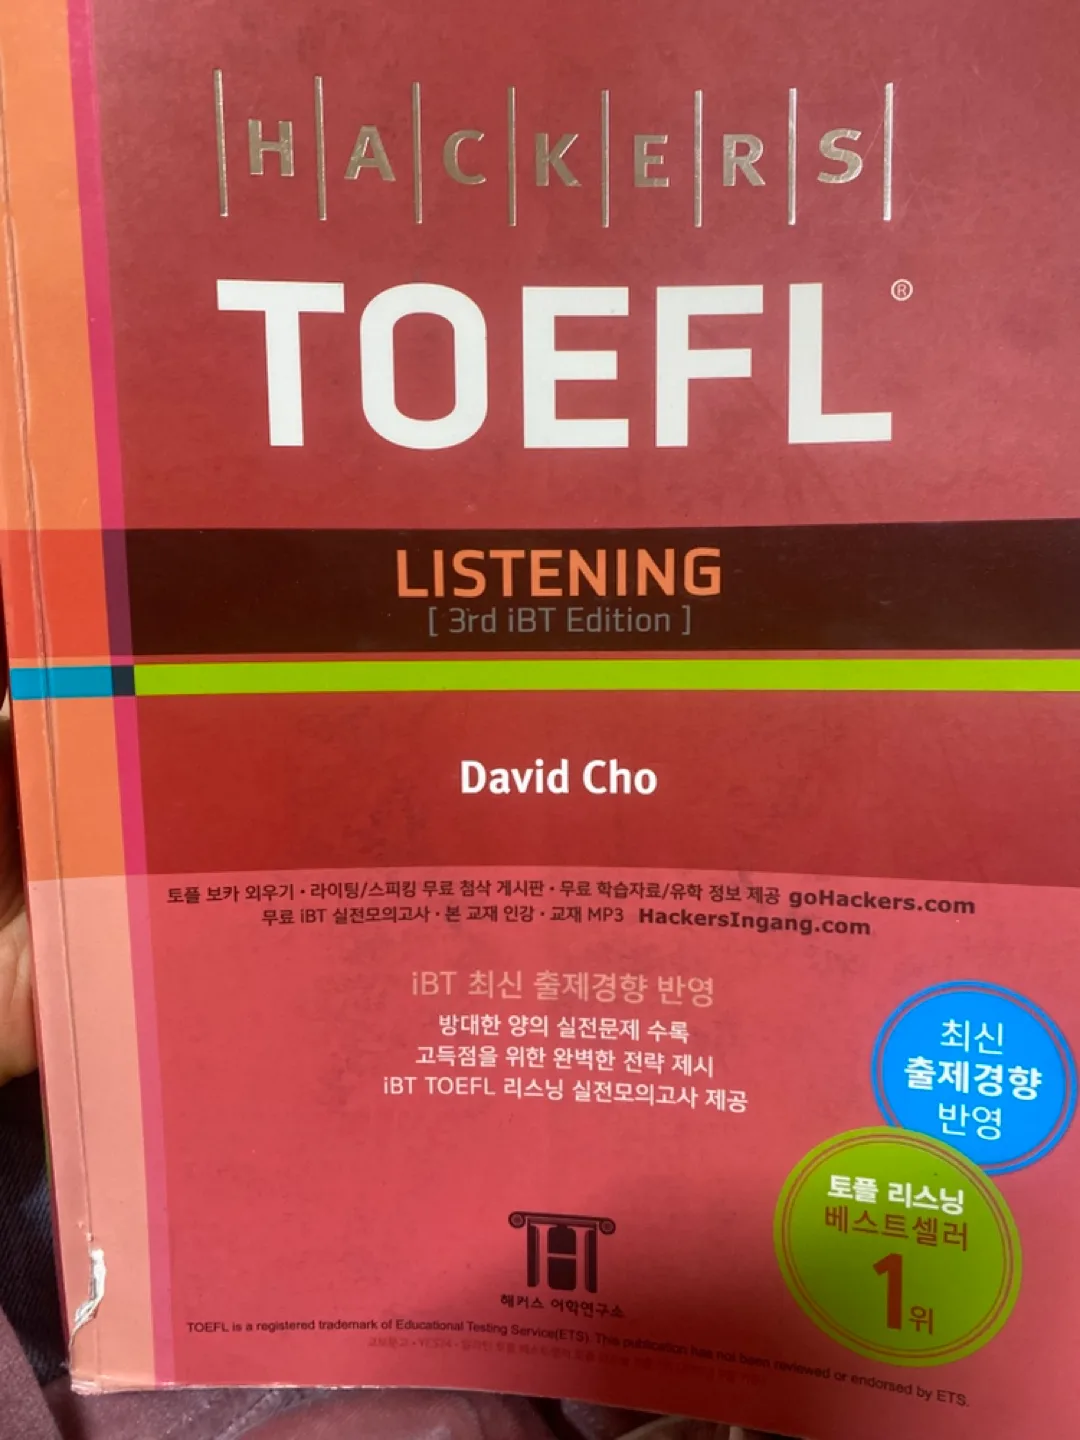 HACKERS
TOEFL®
LISTENING
[ 3rd iBT Edition ]
David Cho
토플 보카 외우기 · 라이팅/스피킹 무료 첨삭 게시판 · 무료 학습자료/유학 정보 제공 goHackers.com
무료 iBT 실전모의고사 · 본 교재 인강 · 교재 MP3 HackersIngang.com
iBT 최신 출제경향 반영
방대한 양의 실전문제 수록
고득점을 위한 완벽한 전략 제시
iBT TOEFL 리스닝 실전모의고사 제공
최신
출제경향
반영
토플 리스닝
베스트셀러
1위
해커스 어학연구소
TOEFL is a registered trademark of Educational Testing Service(ETS). This publication has not been reviewed or endorsed by ETS.
교보문고 · YES24 ·